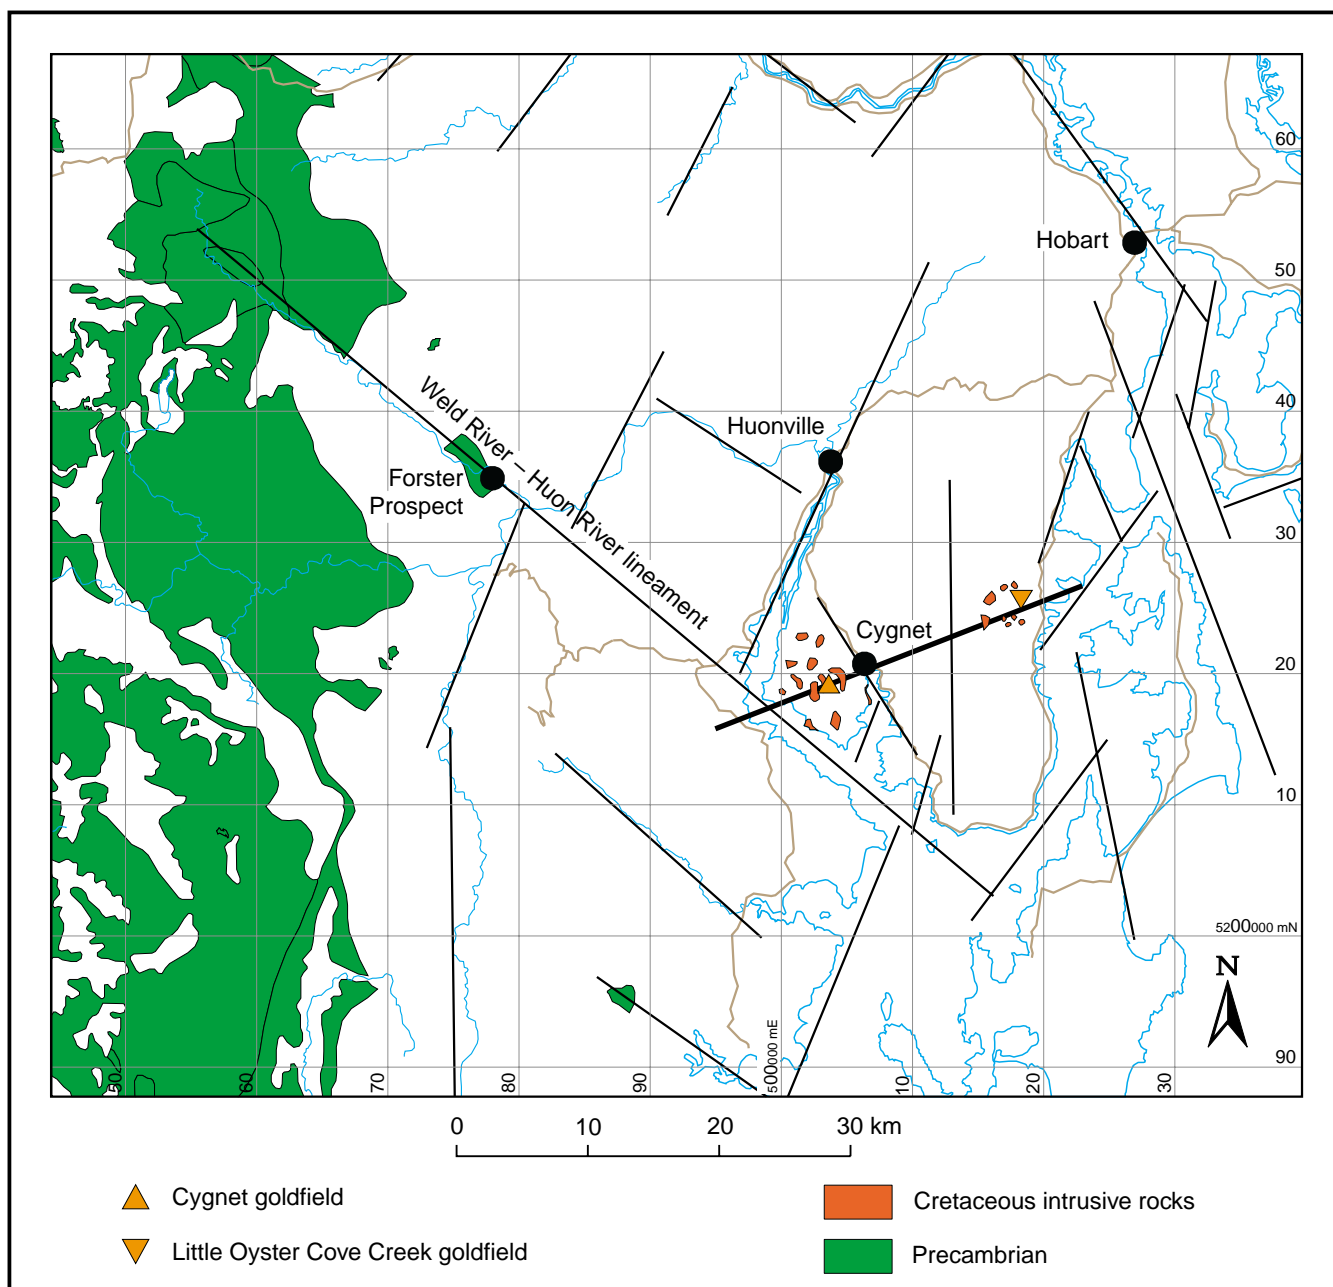 60
Hobart
50
40
Weld River – Huon River lineament
Huonville
Forster
Prospect
30
Cygnet
20
10
5200000 mN
N
90
50
60
70
80
90
500000 mE
10
20
30
0 10 20 30 km
Cygnet goldfield
Little Oyster Cove Creek goldfield
Cretaceous intrusive rocks
Precambrian